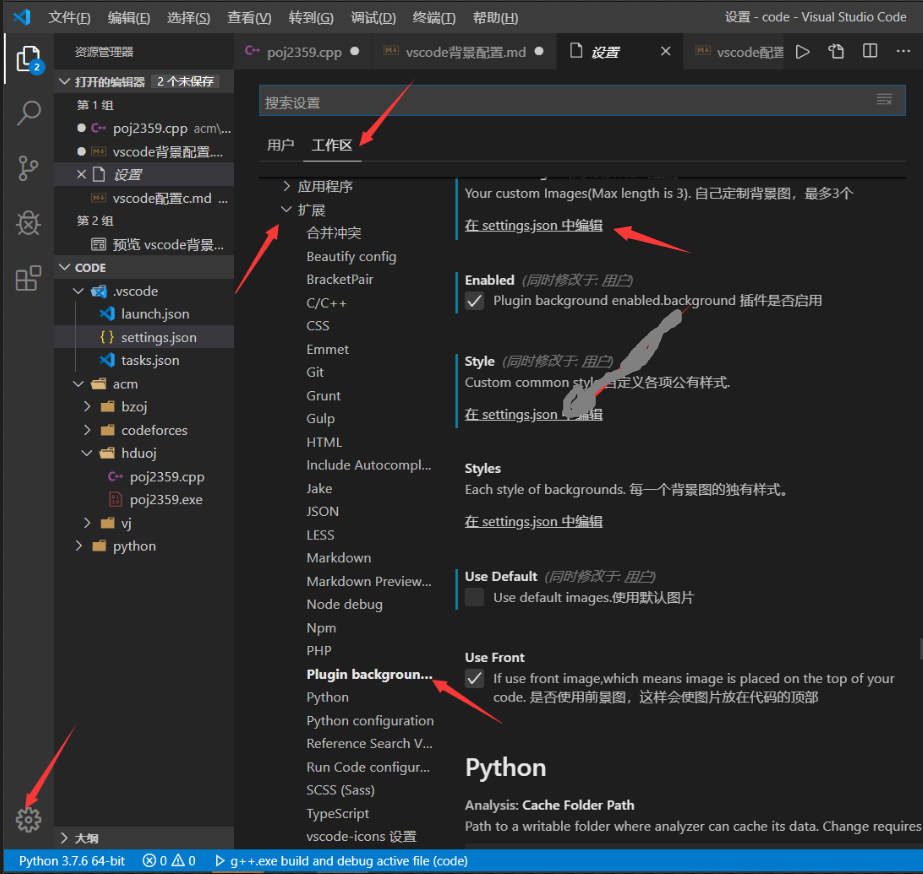 文件(F) 编辑(E) 选择(S) 查看(V) 转到(G) 调试(D) 终端(T) 帮助(H) 设置 - code - Visual Studio Code
资源管理器
打开的编辑器 2 个未保存
第 1 组
poj2359.cpp acm\...
vscode背景配置....
设置
vscode配置c.md ...
第 2 组
预览 vscode背景...
CODE
.vscode
launch.json
settings.json
tasks.json
acm
bzoj
codeforces
hduoj
poj2359.cpp
poj2359.exe
vj
python
大纲
2
poj2359.cpp
vscode背景配置.md
设置
vscode配置
搜索设置
用户 工作区
应用程序
扩展
合并冲突
Beautify config
BracketPair
C/C++
CSS
Emmet
Git
Grunt
Gulp
HTML
Include Autocompl...
Jake
JSON
LESS
Markdown
Markdown Preview...
Node debug
Npm
PHP
Plugin backgroun...
Python
Python configuration
Reference Search V...
Run Code configur...
SCSS (Sass)
TypeScript
vscode-icons 设置
Your custom Images(Max length is 3). 自己定制背景图，最多3个
在 settings.json 中编辑
Enabled (同时修改于: 用户)
Plugin background enabled.background 插件是否启用
Style (同时修改于: 用户)
Custom common style.自定义各项公有样式.
在 settings.json 中编辑
Styles
Each style of backgrounds. 每一个背景图的独有样式。
在 settings.json 中编辑
Use Default (同时修改于: 用户)
Use default images.使用默认图片
Use Front
If use front image,which means image is placed on the top of your
code. 是否使用前景图，这样会使图片放在代码的顶部
Python
Analysis: Cache Folder Path
Path to a writable folder where analyzer can cache its data. Change requires
Python 3.7.6 64-bit 0 0 g++.exe build and debug active file (code)